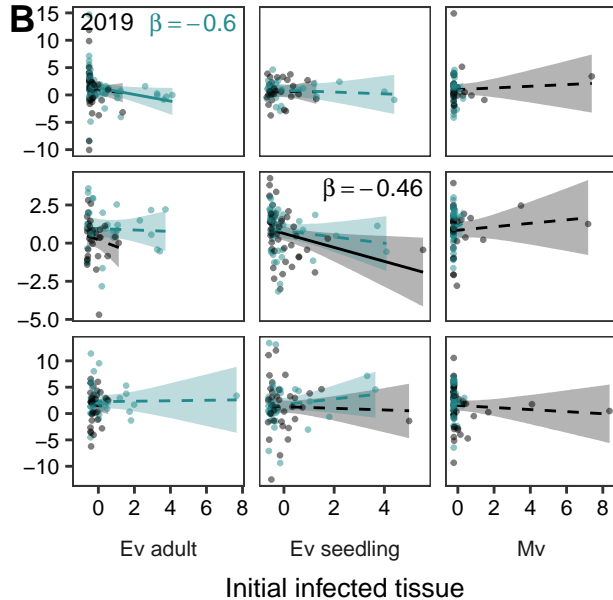 B
2019 β = −0.6
15
10
5
0
−5
−10
β = −0.46
2.5
0.0
−2.5
−5.0
10
5
0
−5
−10
0 2 4 6 8
0 2 4
0 2 4 6 8
Ev adult Ev seedling Mv
Initial infected tissue